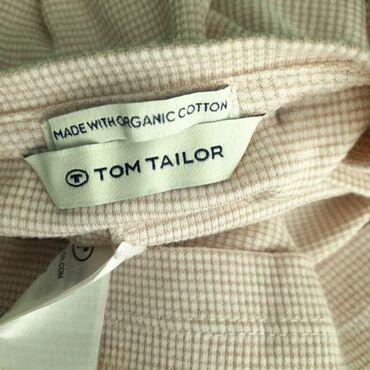 MADE WITH ORGANIC COTTON
TOM TAILOR